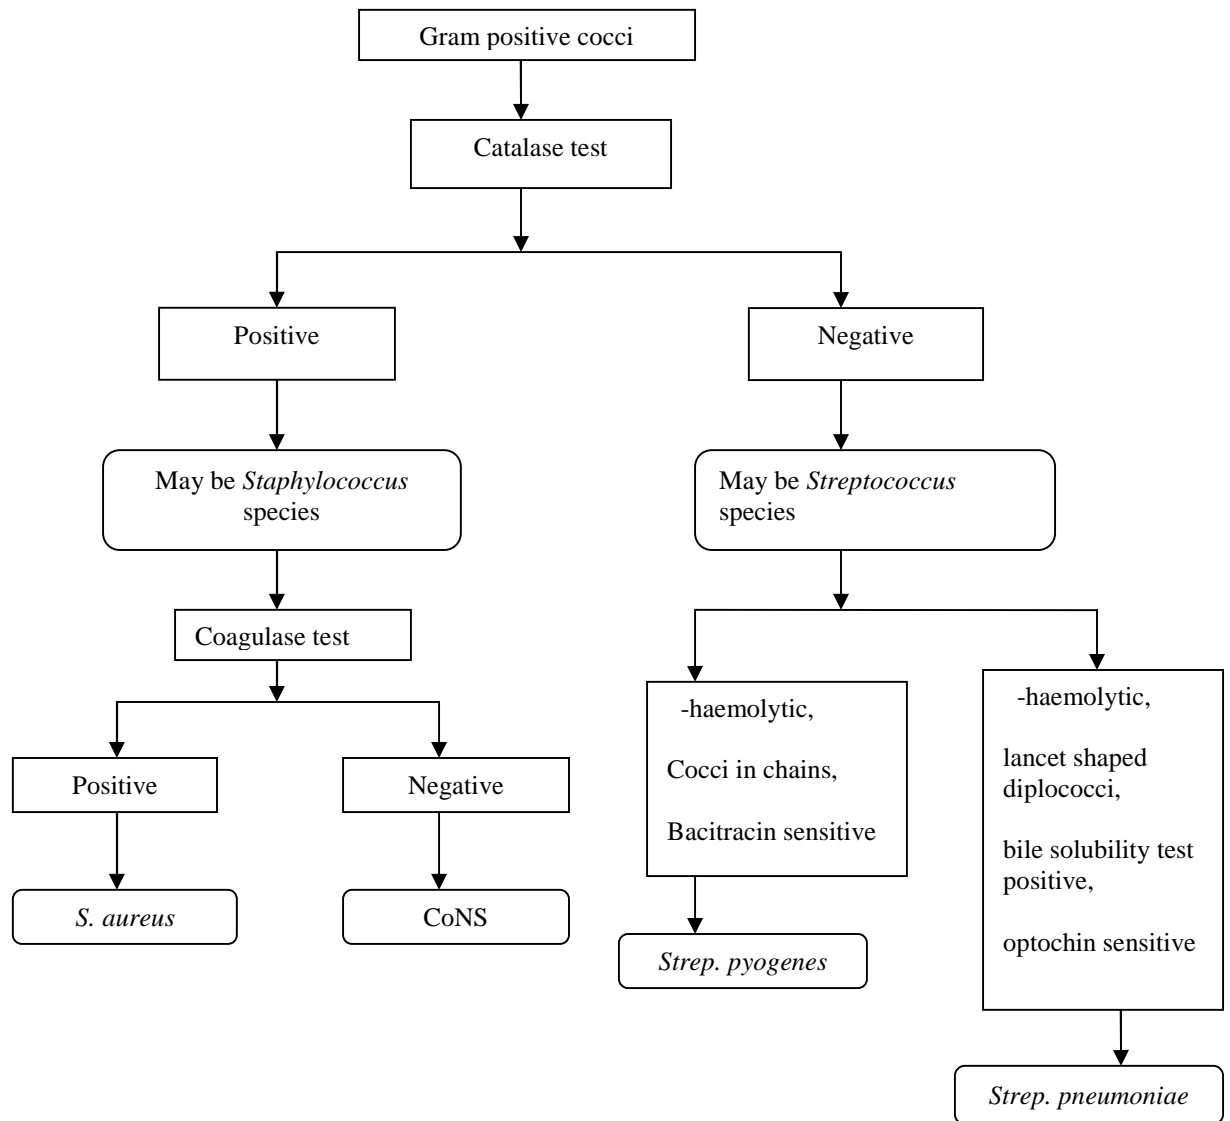 Gram positive cocci
Catalase test
Positive
Negative
May be Staphylococcus
species
May be Streptococcus
species
Coagulase test
Positive
Negative
S. aureus
CoNS
-haemolytic,
Cocci in chains,
Bacitracin sensitive
Strep. pyogenes
-haemolytic,
lancet shaped
diplococci,
bile solubility test
positive,
optochin sensitive
Strep. pneumoniae